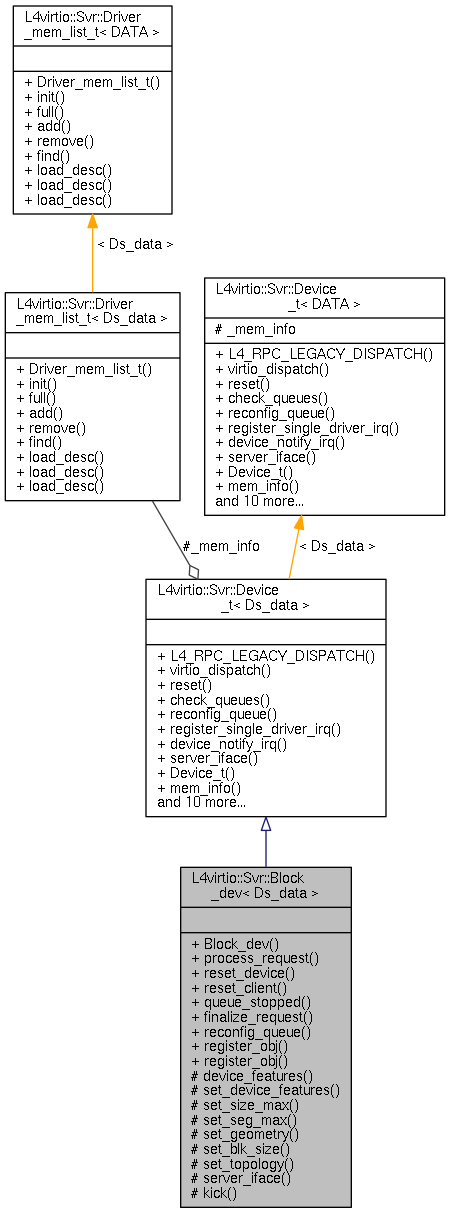 L4virtio::Svr::Driver
_mem_list_t< DATA >
+ Driver_mem_list_t()
+ init()
+ full()
+ add()
+ remove()
+ find()
+ load_desc()
+ load_desc()
+ load_desc()
< Ds_data >
L4virtio::Svr::Driver
_mem_list_t< Ds_data >
+ Driver_mem_list_t()
+ init()
+ full()
+ add()
+ remove()
+ find()
+ load_desc()
+ load_desc()
+ load_desc()
L4virtio::Svr::Device
_t< DATA >
# _mem_info
+ L4_RPC_LEGACY_DISPATCH()
+ virtio_dispatch()
+ reset()
+ check_queues()
+ reconfig_queue()
+ register_single_driver_irq()
+ device_notify_irq()
+ server_iface()
+ Device_t()
+ mem_info()
and 10 more...
#_mem_info
< Ds_data >
L4virtio::Svr::Device
_t< Ds_data >
+ L4_RPC_LEGACY_DISPATCH()
+ virtio_dispatch()
+ reset()
+ check_queues()
+ reconfig_queue()
+ register_single_driver_irq()
+ device_notify_irq()
+ server_iface()
+ Device_t()
+ mem_info()
and 10 more...
L4virtio::Svr::Block
_dev< Ds_data >
+ Block_dev()
+ process_request()
+ reset_device()
+ reset_client()
+ queue_stopped()
+ finalize_request()
+ reconfig_queue()
+ register_obj()
+ register_obj()
# device_features()
# set_device_features()
# set_size_max()
# set_seg_max()
# set_geometry()
# set_blk_size()
# set_topology()
# server_iface()
# kick()